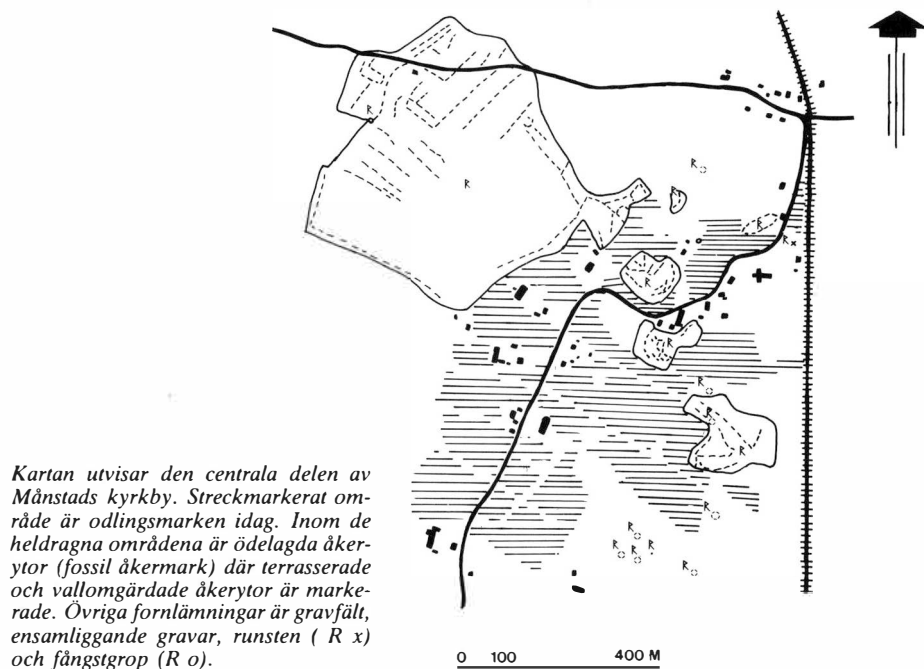 R
R
R
R
R
R x
R
R
R
R
R
R
R
R
R
R
R
Kartan utvisar den centrala delen av
Månstads kyrkby. Streckmarkerat om-
råde är odlingsmarken idag. Inom de
heldragna områdena är ödelagda åker-
ytor (fossil åkermark) där terrasserade
och vallomgärdade åkerytor är marke-
rade. Övriga fornlämningar är gravfält,
ensamliggande gravar, runsten ( R x)
och fångstgrop (R o).
0 100 400 M